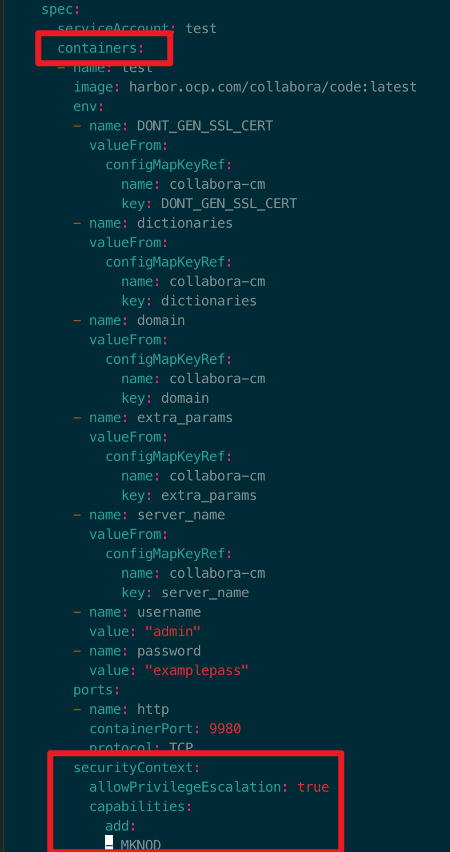 spec:
serviceAccount: test
containers:
- name: test
image: harbor.ocp.com/collabora/code:latest
env:
- name: DONT_GEN_SSL_CERT
valueFrom:
configMapKeyRef:
name: collabora-cm
key: DONT_GEN_SSL_CERT
- name: dictionaries
valueFrom:
configMapKeyRef:
name: collabora-cm
key: dictionaries
- name: domain
valueFrom:
configMapKeyRef:
name: collabora-cm
key: domain
- name: extra_params
valueFrom:
configMapKeyRef:
name: collabora-cm
key: extra_params
- name: server_name
valueFrom:
configMapKeyRef:
name: collabora-cm
key: server_name
- name: username
value: "admin"
- name: password
value: "examplepass"
ports:
- name: http
containerPort: 9980
protocol: TCP
securityContext:
allowPrivilegeEscalation: true
capabilities:
add:
- MKNOD